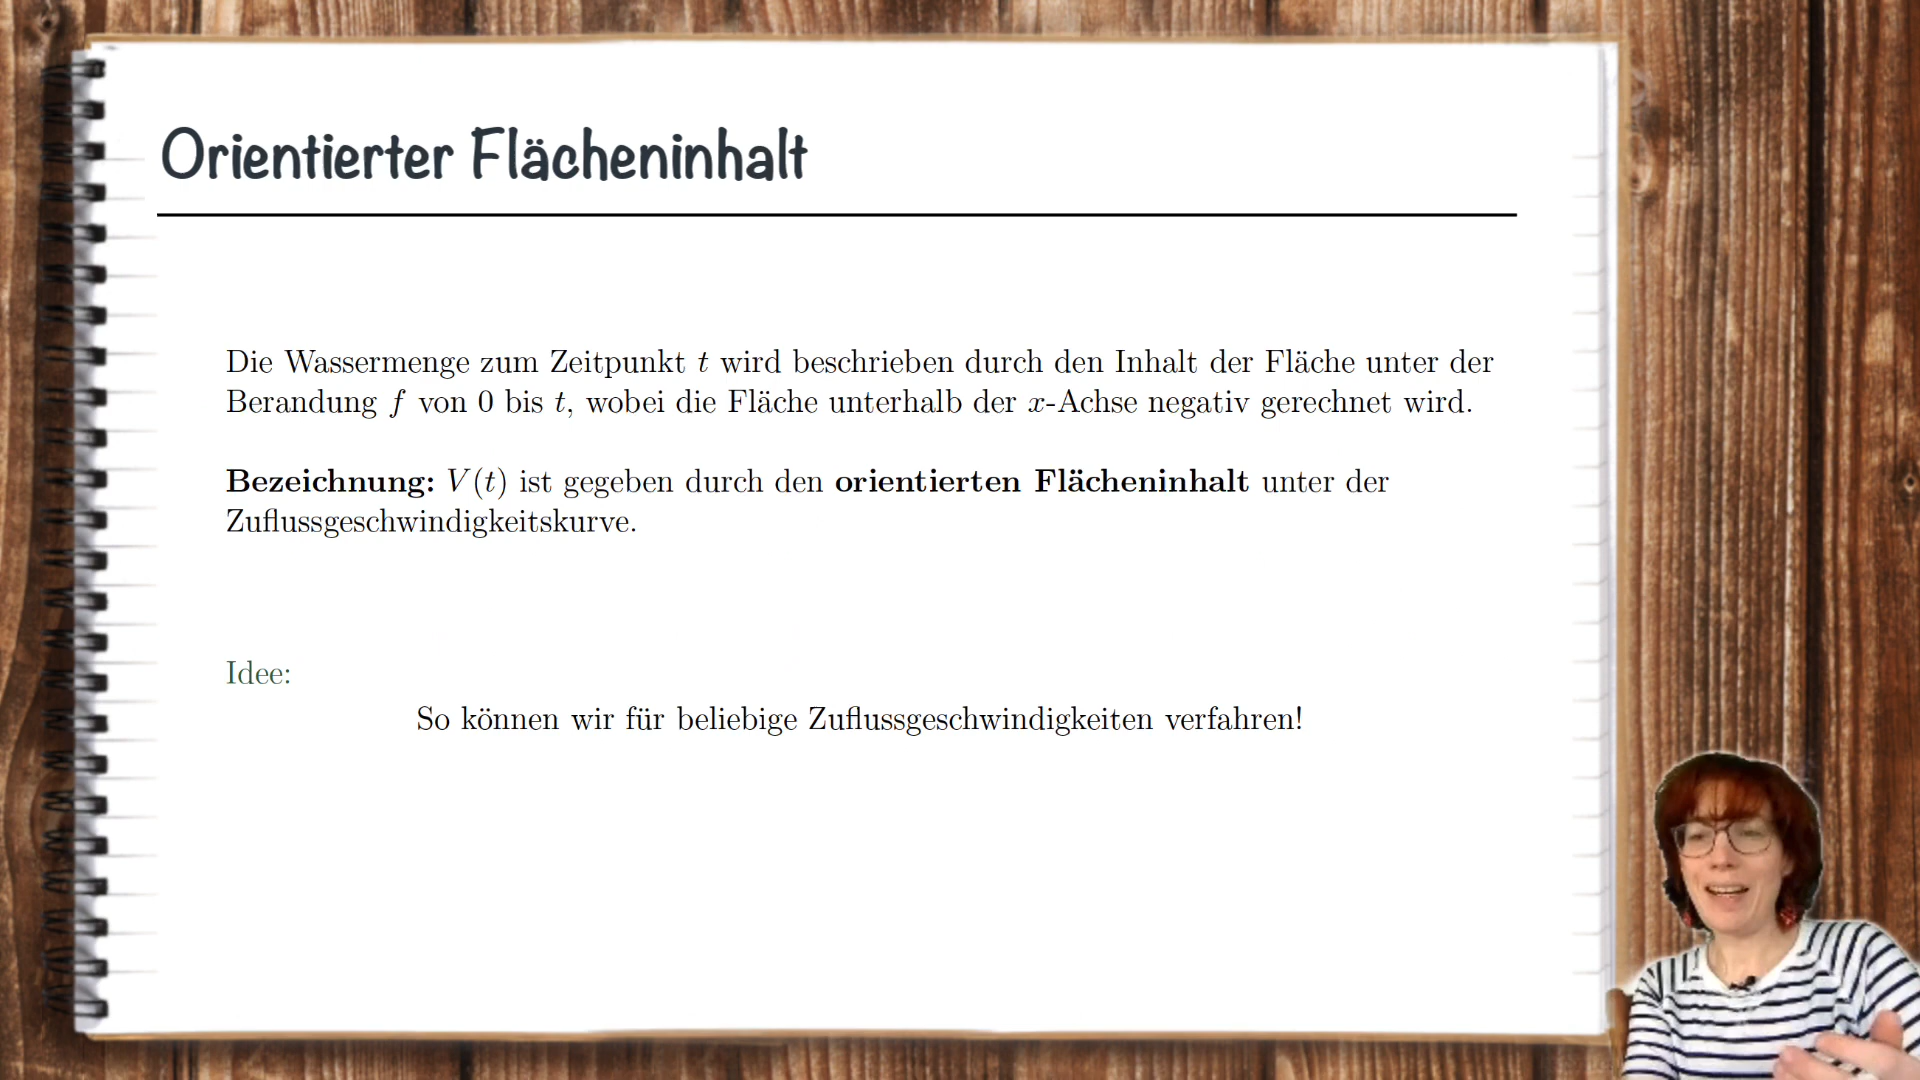 Orientierter Flächeninhalt
Die Wassermenge zum Zeitpunkt t wird beschrieben durch den Inhalt der Fläche unter der
Berandung f von 0 bis t, wobei die Fläche unterhalb der x-Achse negativ gerechnet wird.
Bezeichnung: V(t) ist gegeben durch den orientierten Flächeninhalt unter der
Zuflussgeschwindigkeitskurve.
Idee:
So können wir für beliebige Zuflussgeschwindigkeiten verfahren!